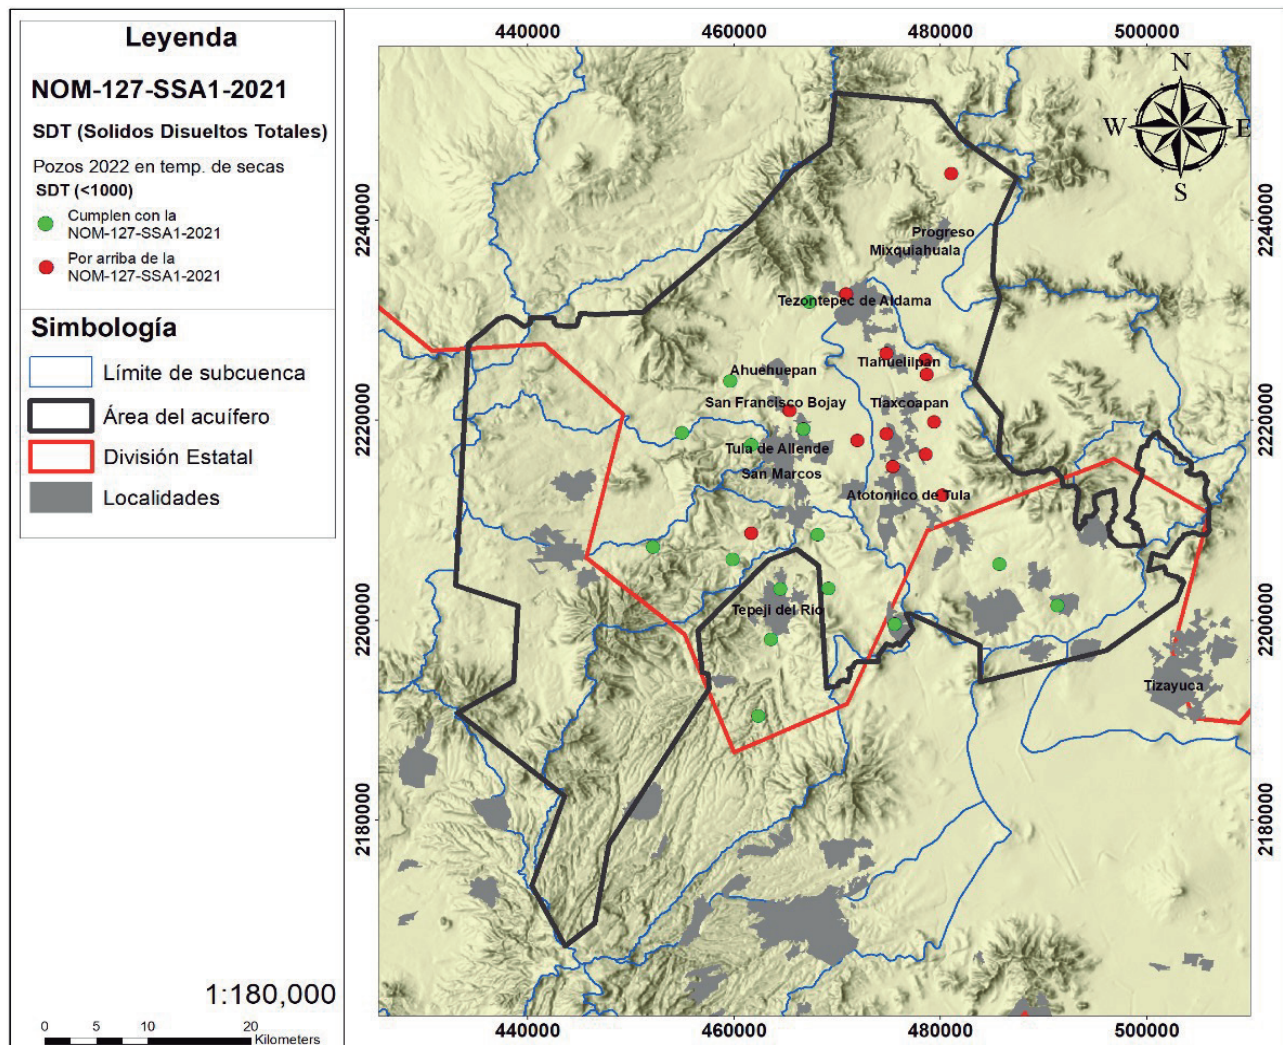 Leyenda
NOM-127-SSA1-2021
SDT (Solidos Disueltos Totales)
Pozos 2022 en temp. de secas
SDT (<1000)
Cumplen con la
NOM-127-SSA1-2021
Por arriba de la
NOM-127-SSA1-2021
Simbología
Límite de subcuenca
Área del acuífero
División Estatal
Localidades
1:180,000
0 5 10 20
Kilometers
440000 460000 480000 500000
N
W E
S
2240000 2240000
2220000 2220000
2200000 2200000
2180000 2180000
Progreso
Mixquiahuala
Tezontepec de Aldama
Tlahuelilpan
Ahuehuepan
San Francisco Bojay
Tlaxcoapan
Tula de Allende
San Marcos
Atotonilco de Tula
Tepeji del Rio
Tizayuca
440000 460000 480000 500000